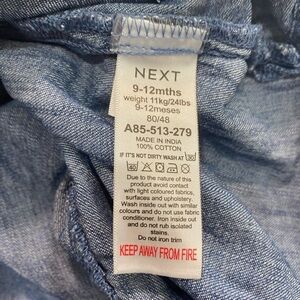 NEXT
9-12mths
weight 11kg/24lbs
9-12meses
80/48
A85-513-279
MADE IN INDIA
100% COTTON
IF IT'S NOT DIRTY WASH AT 30°
40
Due to the nature of this
product avoid contact
with light coloured fabrics,
surfaces and upholstery.
Wash inside out with similar
colours and do not use fabric
conditioner. Iron inside out
and do not rub isolated
stains.
Do not iron trim
KEEP AWAY FROM FIRE